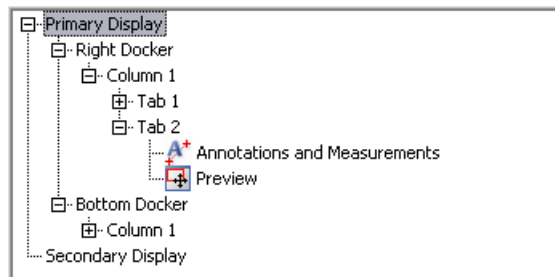 Primary Display
Right Docker
Column 1
Tab 1
Tab 2
Annotations and Measurements
Preview
Bottom Docker
Column 1
Secondary Display